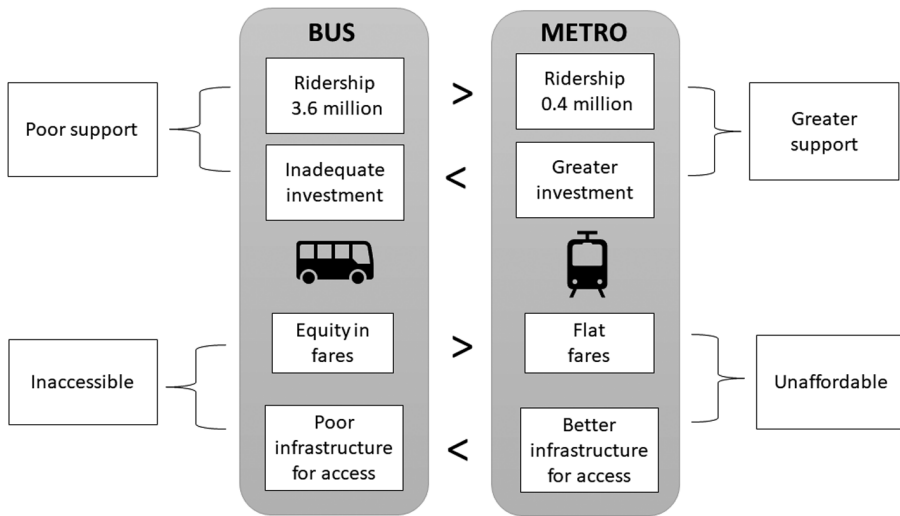 BUS
METRO
Poor support
Ridership
3.6 million
>
Ridership
0.4 million
Greater
support
Inadequate
investment
<
Greater
investment
Inaccessible
Equity in
fares
>
Flat
fares
Unaffordable
Poor
infrastructure
for access
<
Better
infrastructure
for access